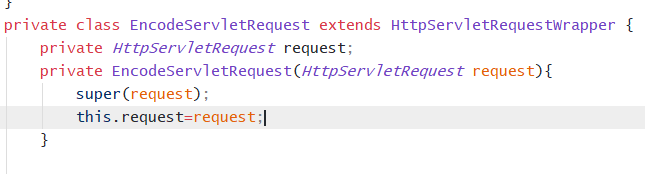 }
private class EncodeServletRequest extends HttpServletRequestWrapper {
    private HttpServletRequest request;
    private EncodeServletRequest(HttpServletRequest request){
        super(request);
        this.request=request;
    }